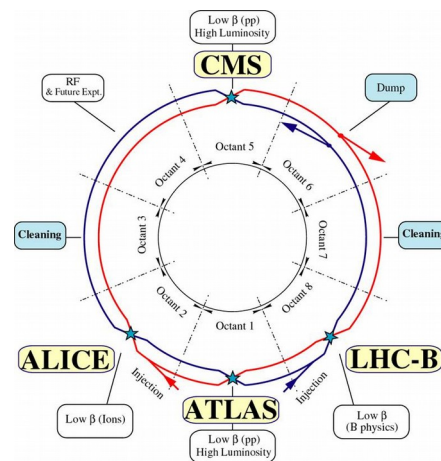 Low β (pp)
High Luminosity
CMS
RF
& Future Expt.
Dump
Octant 5
Octant 4
Octant 6
Octant 3
Octant 7
Cleaning
Cleaning
Octant 2
Octant 8
Octant 1
ALICE
LHC-B
Injection
Injection
ATLAS
Low β (Ions)
Low β
(B physics)
Low β (pp)
High Luminosity